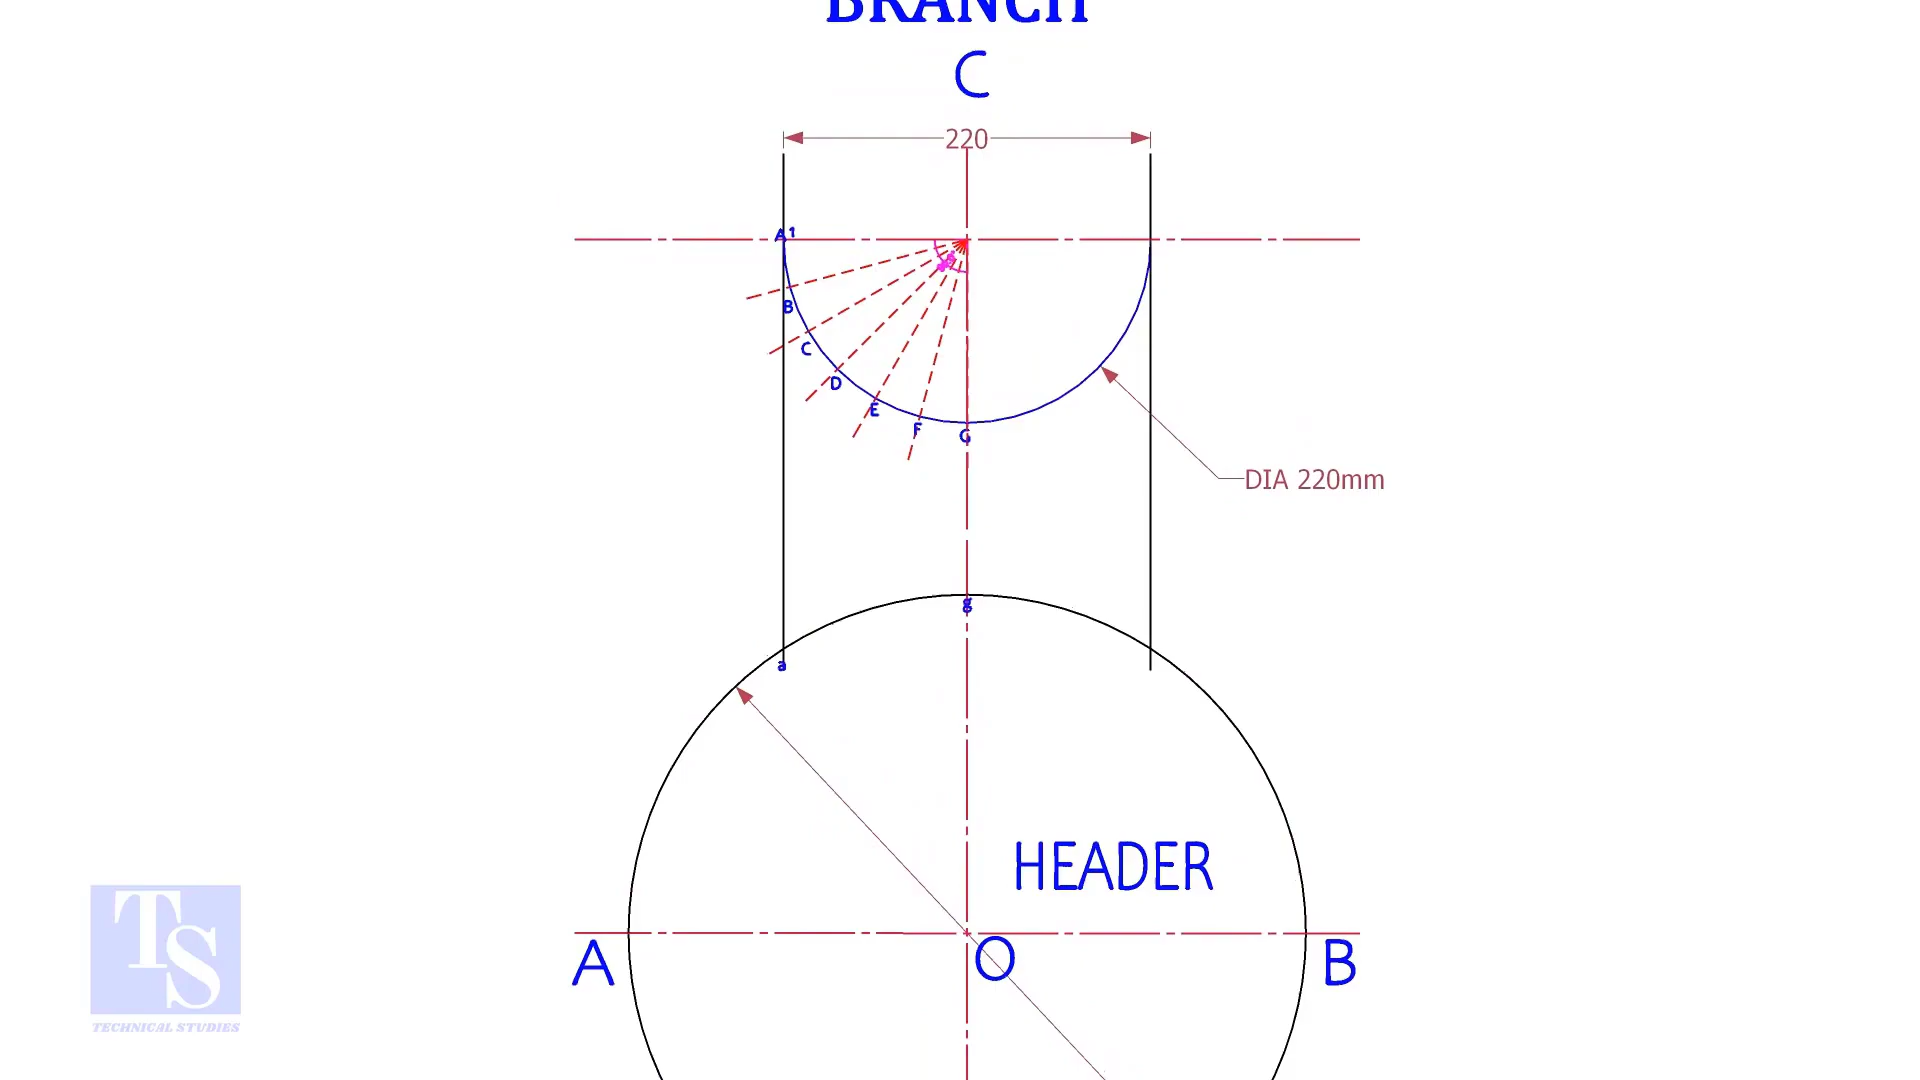 BRANCH
C
220
A¹
B
C
D
E
F
G
DIA 220mm
g
a
HEADER
A
O
B
TS
TECHNICAL STUDIES